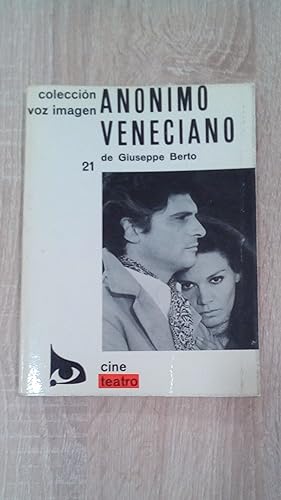 colección
voz imagen
ANONIMO
VENECIANO
21
de Giuseppe Berto
cine
teatro